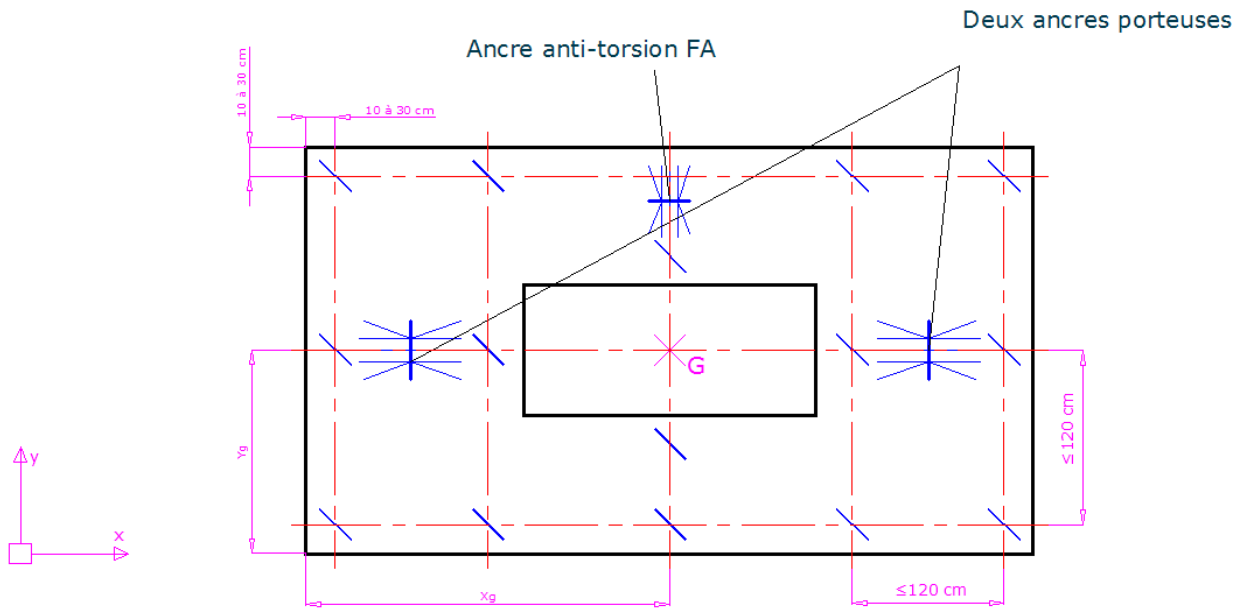 Deux ancres porteuses
Ancre anti-torsion FA
10 à 30 cm
10 à 30 cm
G
Yg
≤120 cm
y
x
Xg
≤120 cm